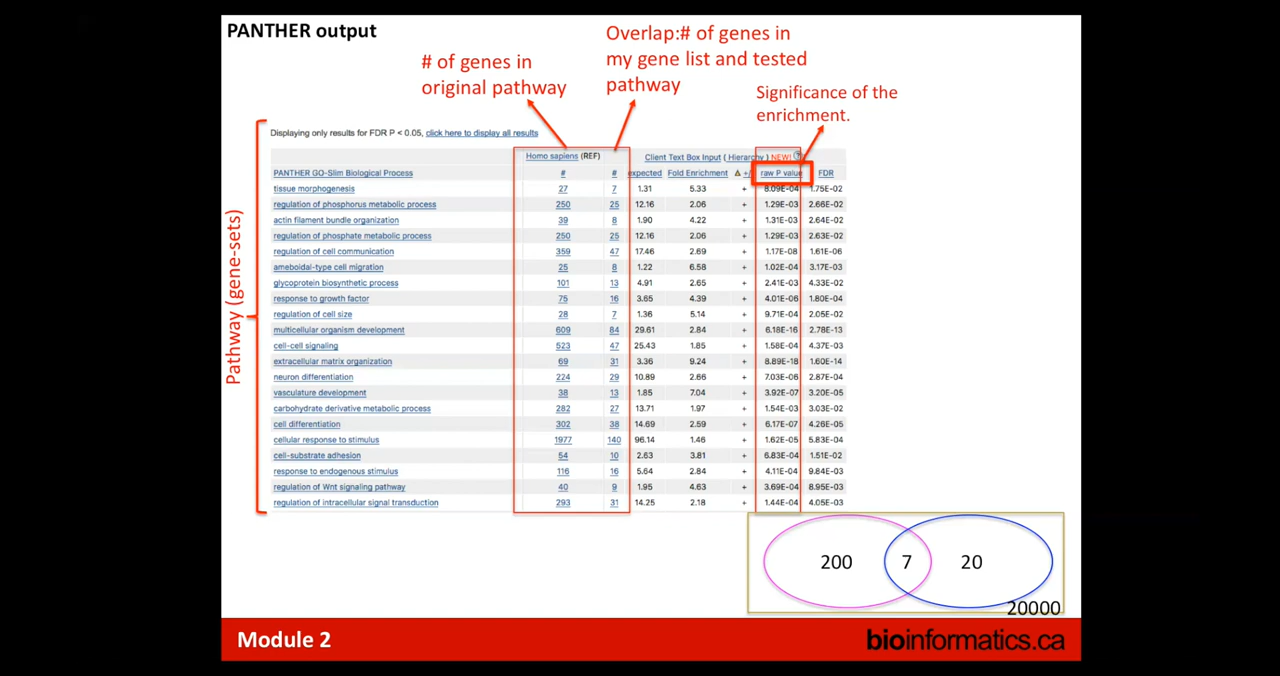 PANTHER output
# of genes in
original pathway
Overlap:# of genes in
my gene list and tested
pathway
Significance of the
enrichment.
Displaying only results for FDR P < 0.05, click here to display all results
Homo sapiens (REF) Client Text Box Input ( Hierarchy ) NEW! ?
PANTHER GO-Slim Biological Process # # expected Fold Enrichment +/ raw P value FDR
tissue morphogenesis 27 7 1.31 5.33 + 8.09E-04 1.75E-02
regulation of phosphorus metabolic process 250 25 12.16 2.06 + 1.29E-03 2.66E-02
actin filament bundle organization 39 8 1.90 4.22 + 1.31E-03 2.64E-02
regulation of phosphate metabolic process 250 25 12.16 2.06 + 1.29E-03 2.63E-02
regulation of cell communication 359 47 17.46 2.69 + 1.17E-08 1.61E-06
ameboidal-type cell migration 25 8 1.22 6.58 + 1.02E-04 3.17E-03
glycoprotein biosynthetic process 101 13 4.91 2.65 + 2.41E-03 4.33E-02
response to growth factor 75 16 3.65 4.39 + 4.01E-06 1.80E-04
regulation of cell size 28 7 1.36 5.14 + 9.71E-04 2.05E-02
multicellular organism development 609 84 29.61 2.84 + 6.18E-16 2.78E-13
cell-cell signaling 523 47 25.43 1.85 + 1.58E-04 4.37E-03
extracellular matrix organization 69 31 3.36 9.24 + 8.89E-18 1.60E-14
neuron differentiation 224 29 10.89 2.66 + 7.03E-06 2.87E-04
vasculature development 38 13 1.85 7.04 + 3.92E-07 3.20E-05
carbohydrate derivative metabolic process 282 27 13.71 1.97 + 1.54E-03 3.03E-02
cell differentiation 302 38 14.69 2.59 + 6.17E-07 4.26E-05
cellular response to stimulus 1977 140 96.14 1.46 + 1.62E-05 5.83E-04
cell-substrate adhesion 54 10 2.63 3.81 + 6.83E-04 1.51E-02
response to endogenous stimulus 116 16 5.64 2.84 + 4.11E-04 9.84E-03
regulation of Wnt signaling pathway 40 9 1.95 4.63 + 3.69E-04 8.95E-03
regulation of intracellular signal transduction 293 31 14.25 2.18 + 1.44E-04 4.05E-03
Pathway (gene-sets)
200 7 20
20000
Module 2
bioinformatics.ca